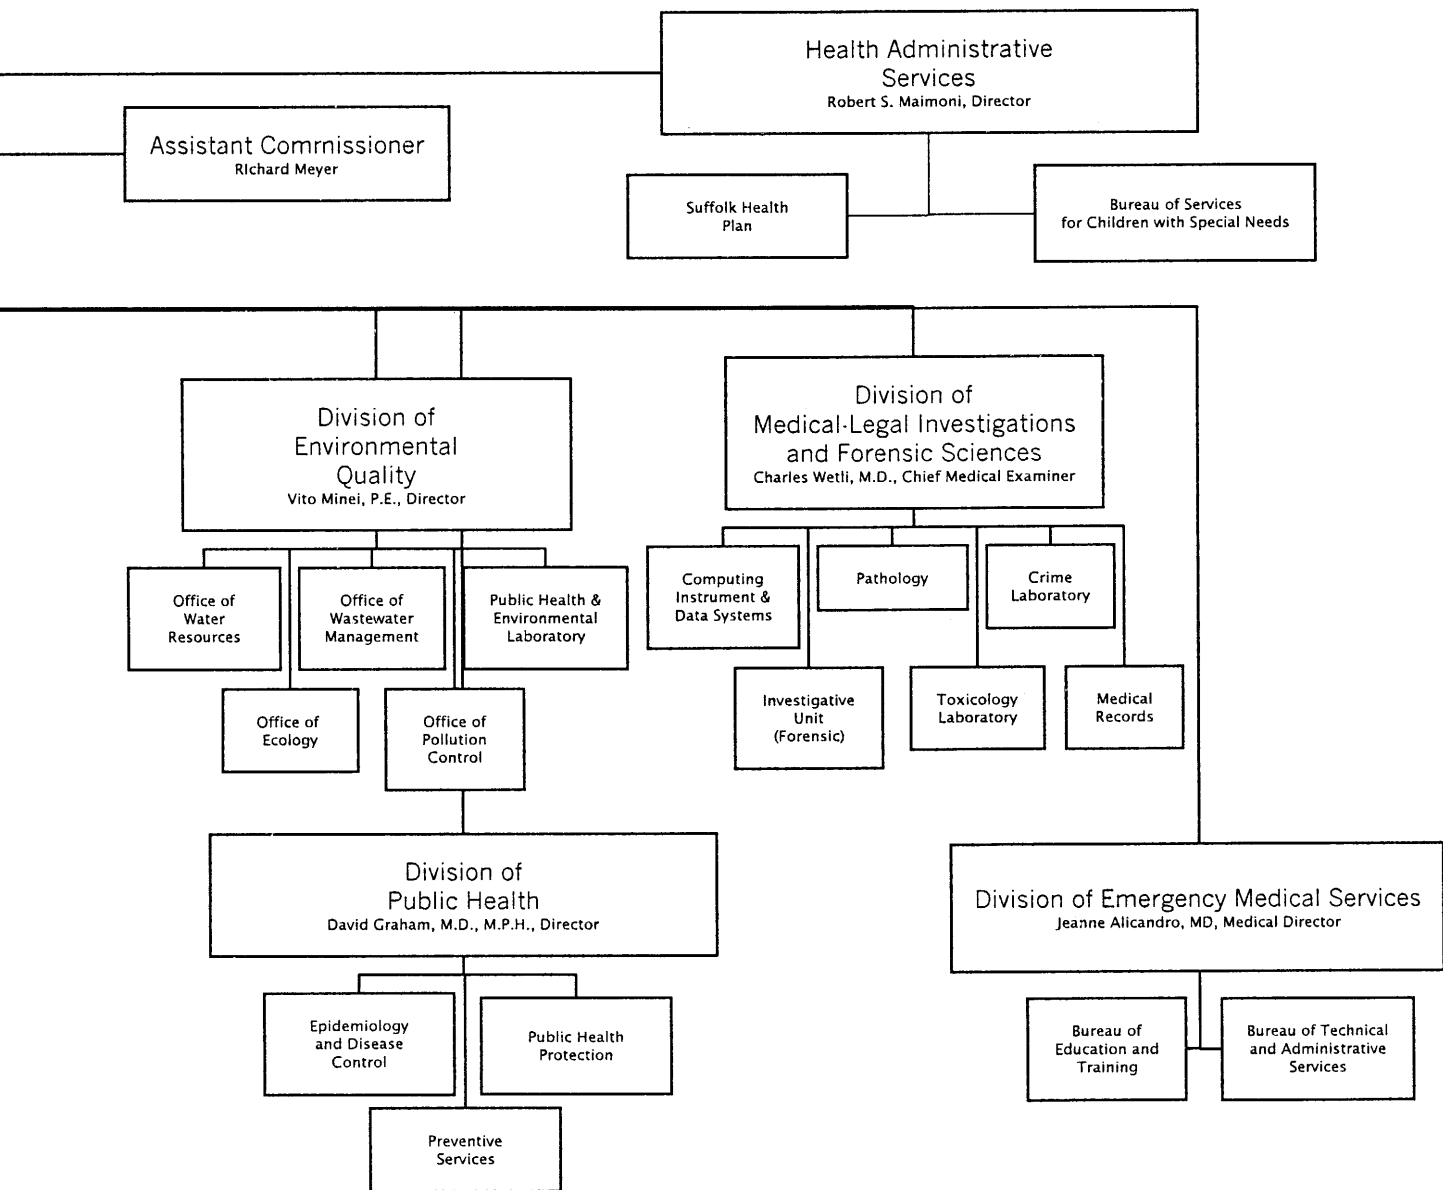 Health Administrative
Services
Robert S. Maimoni, Director
Assistant Commissioner
RIchard Meyer
Suffolk Health
Plan
Bureau of Services
for Children with Special Needs
Division of
Environmental
Quality
Vito Minei, P.E., Director
Division of
Medical-Legal Investigations
and Forensic Sciences
Charles Wetli, M.D., Chief Medical Examiner
Office of
Water
Resources
Office of
Wastewater
Management
Public Health &
Environmental
Laboratory
Office of
Ecology
Office of
Pollution
Control
Computing
Instrument &
Data Systems
Pathology
Crime
Laboratory
Investigative
Unit
(Forensic)
Toxicology
Laboratory
Medical
Records
Division of
Public Health
David Graham, M.D., M.P.H., Director
Division of Emergency Medical Services
Jeanne Alicandro, MD, Medical Director
Epidemiology
and Disease
Control
Public Health
Protection
Preventive
Services
Bureau of
Education and
Training
Bureau of Technical
and Administrative
Services